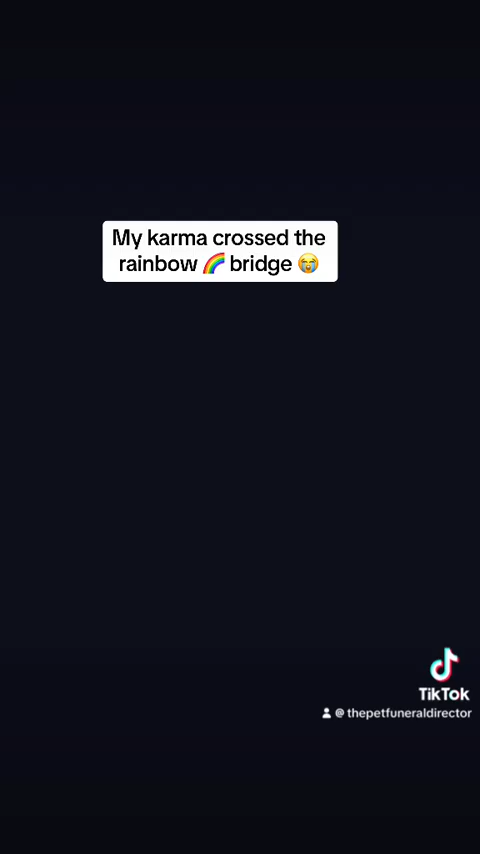 My karma crossed the
rainbow 🌈 bridge 😭
TikTok
@ thepetfuneraldirector